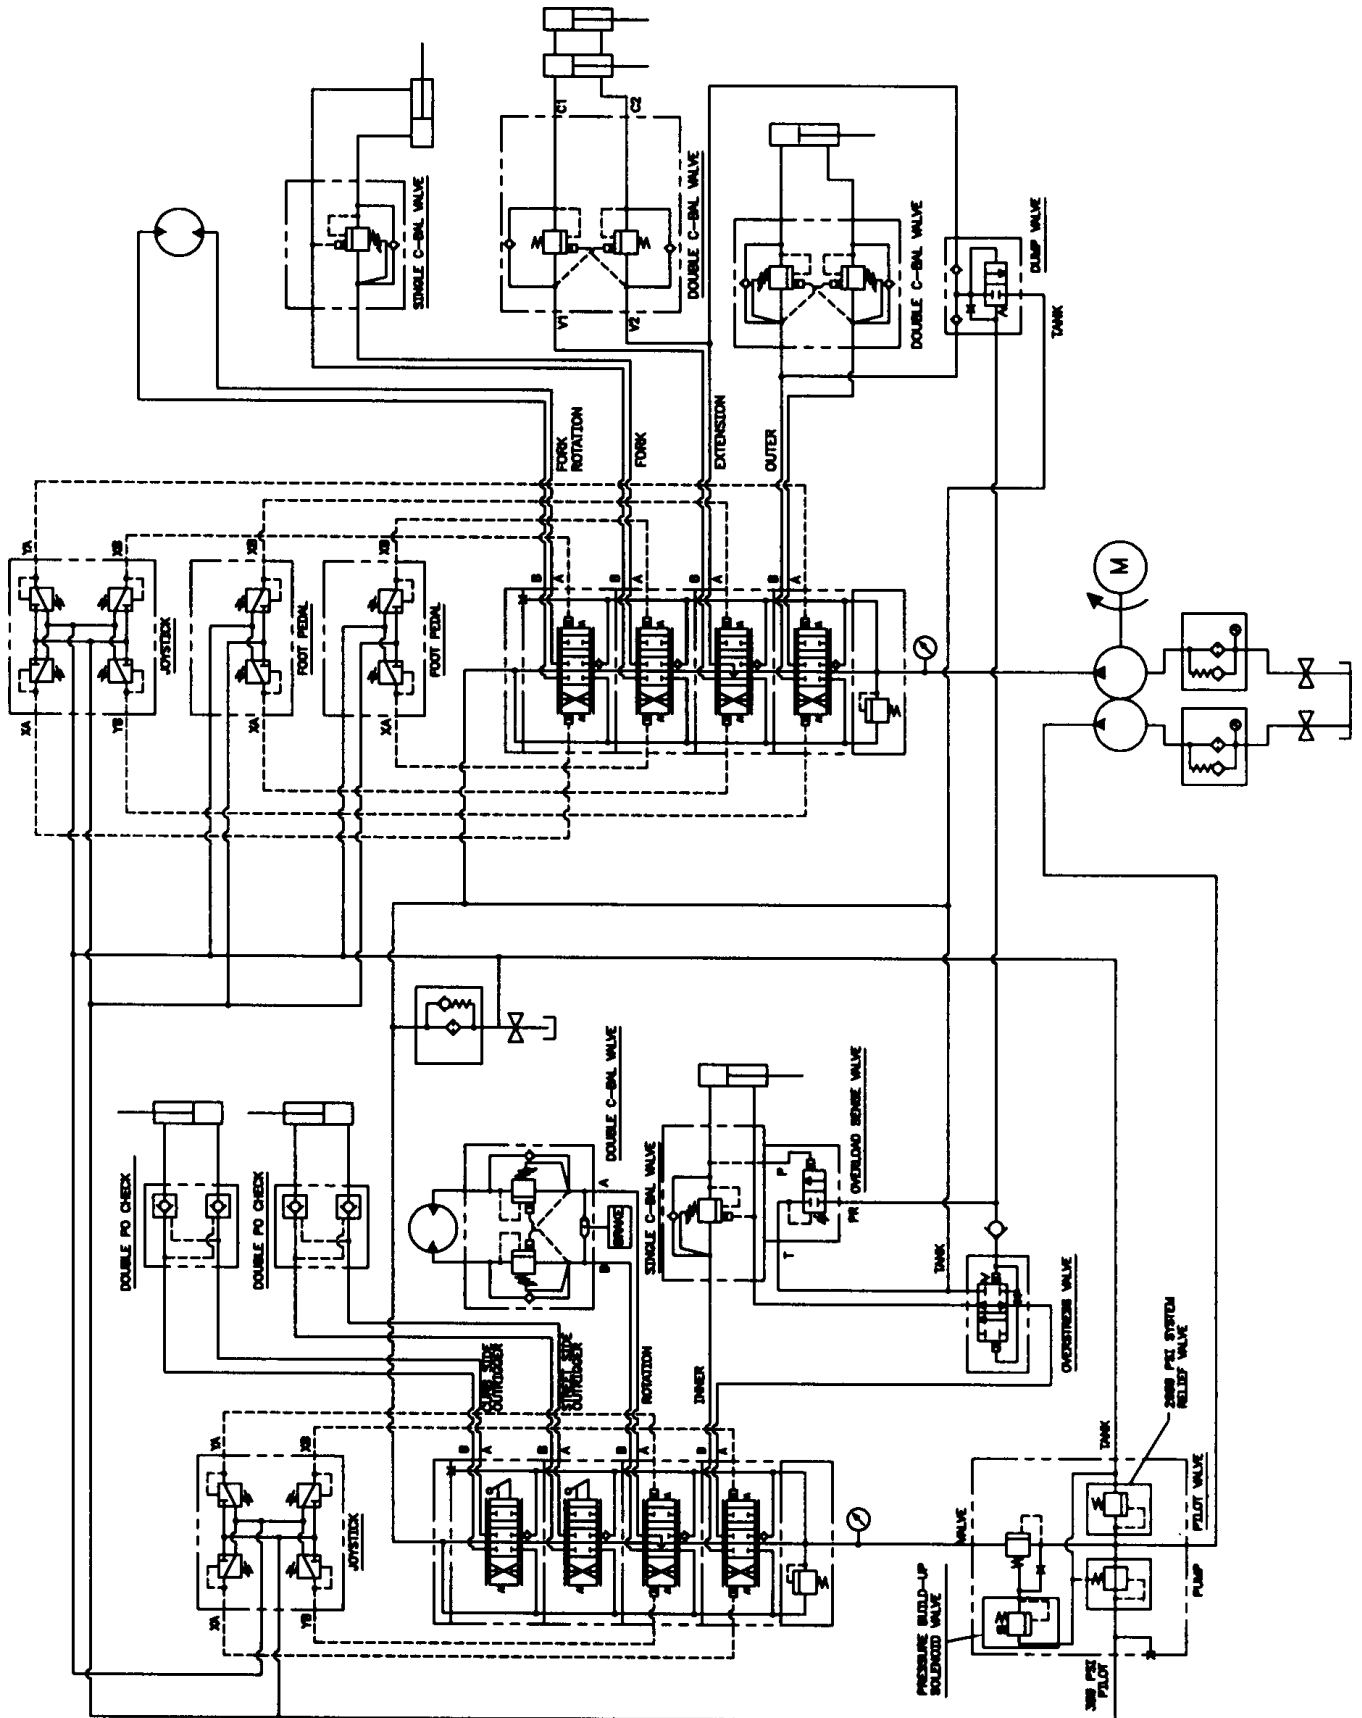 C1
C2
SINGLE C-BAL VALVE
DOUBLE C-BAL VALVE
V1
V2
DOUBLE C-BAL VALVE
DUMP VALVE
TANK
FORK
ROTATION
FORK
EXTENSION
OUTER
YA
XB
XB
XB
JOYSTICK
FOOT PEDAL
FOOT PEDAL
XA
YB
XA
XA
B
A
B
A
B
A
B
A
M
DOUBLE PO CHECK
DOUBLE PO CHECK
DOUBLE C-BAL VALVE
A
B
BRAKE
SINGLE C-BAL VALVE
OVERLOAD SENSE VALVE
P
PR
T
TANK
OVERSTRESS VALVE
CURB SIDE
OUTRIGGER
STREET SIDE
OUTRIGGER
ROTATION
INNER
YA
XB
JOYSTICK
XA
YB
B
A
B
A
B
A
B
A
TANK
SYSTEM
RELIEF VALVE
VALVE
PILOT VALVE
PUMP
PRESSURE BUILD-UP
SOLENOID VALVE
PSI
PILOT